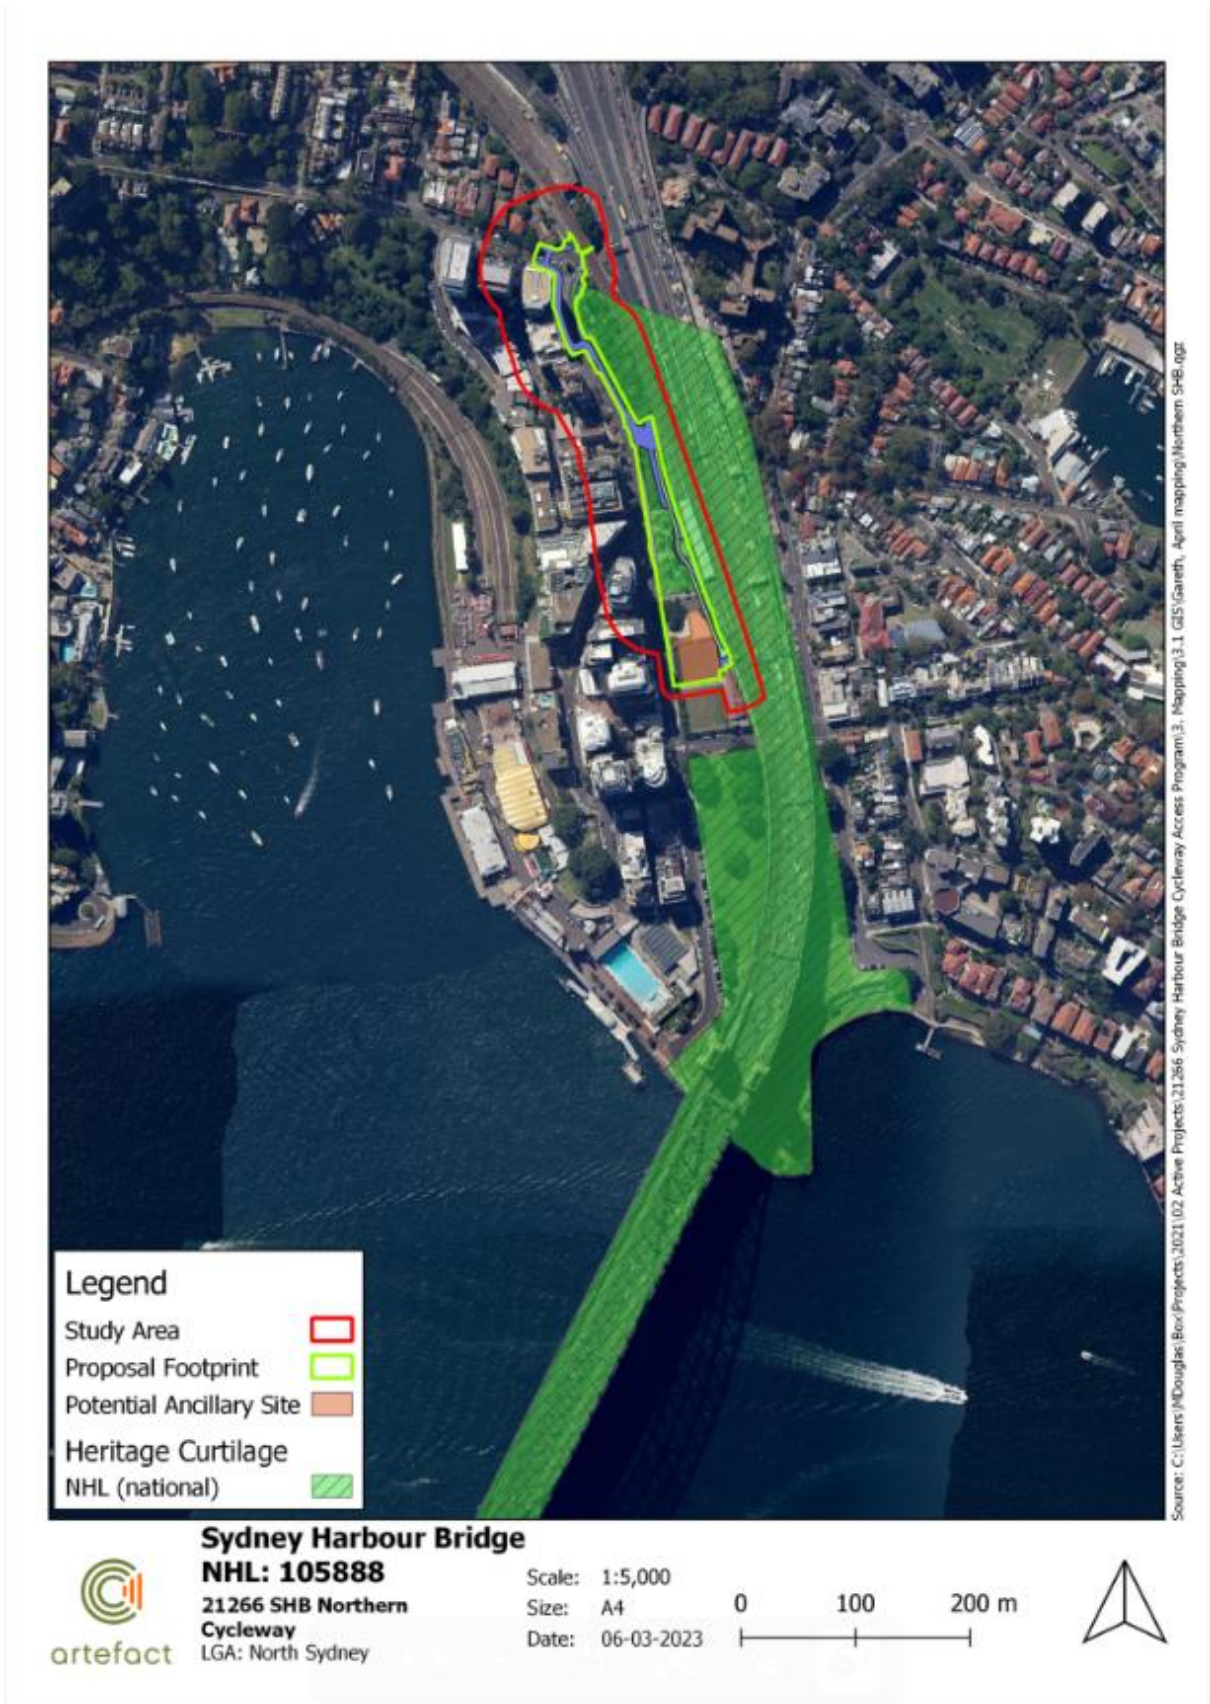 Source: C:\Users\MDouglas\Box\Projects\2021\02 Active Projects\21266 Sydney Harbour Bridge Cycleway Access Program\3. Mapping\3.1 GIS\Gareth, April mapping\Northern SHB.qgz
Legend
Study Area
Proposal Footprint
Potential Ancillary Site
Heritage Curtilage
NHL (national)
artefact
Sydney Harbour Bridge
NHL: 105888
21266 SHB Northern
Cycleway
LGA: North Sydney
Scale: 1:5,000
Size: A4
Date: 06-03-2023
0 100 200 m